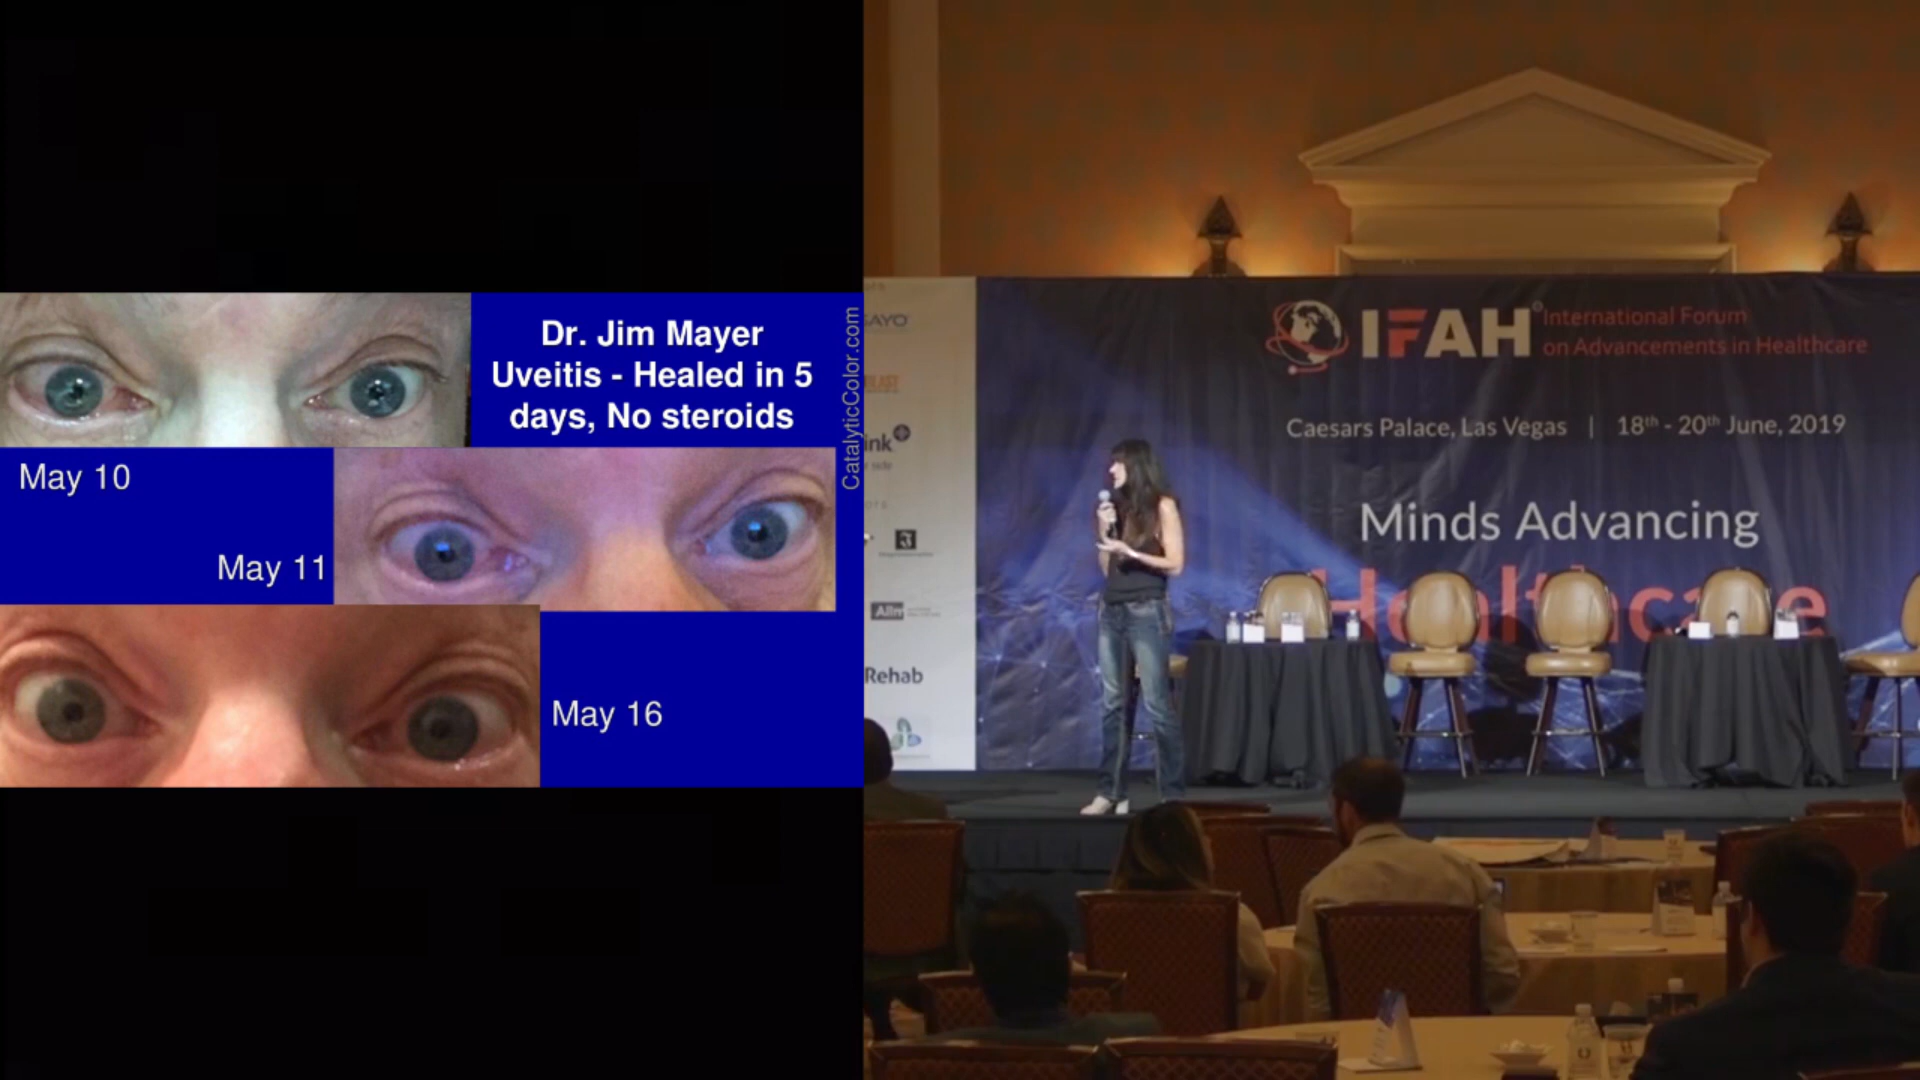 Dr. Jim Mayer
Uveitis - Healed in 5
days, No steroids
May 10
May 11
May 16
CatalyticColor.com
IFAH
International Forum
on Advancements in Healthcare
Caesars Palace, Las Vegas | 18th - 20th June, 2019
Minds Advancing
Healthcare
Rehab